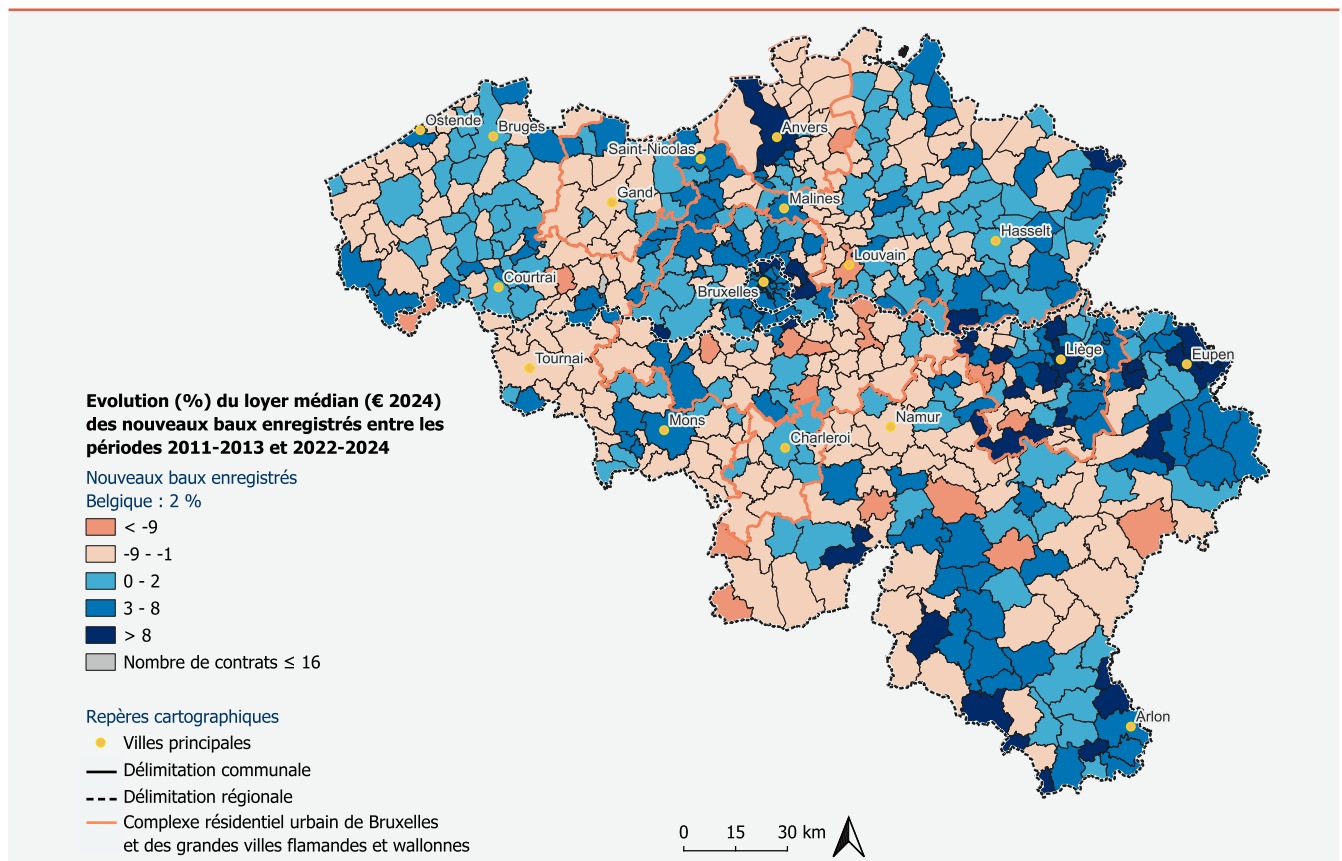 Ostende
Bruges
Anvers
Saint-Nicolas
Gand
Malines
Hasselt
Louvain
Courtrai
Bruxelles
Liège
Eupen
Tournai
Evolution (%) du loyer médian (€ 2024)
des nouveaux baux enregistrés entre les
périodes 2011-2013 et 2022-2024
Mons
Namur
Charleroi
Nouveaux baux enregistrés
Belgique : 2 %
< -9
-9 - -1
0 - 2
3 - 8
> 8
Nombre de contrats ≤ 16
Arlon
Repères cartographiques
Villes principales
Délimitation communale
Délimitation régionale
Complexe résidentiel urbain de Bruxelles
et des grandes villes flamandes et wallonnes
0 15 30 km